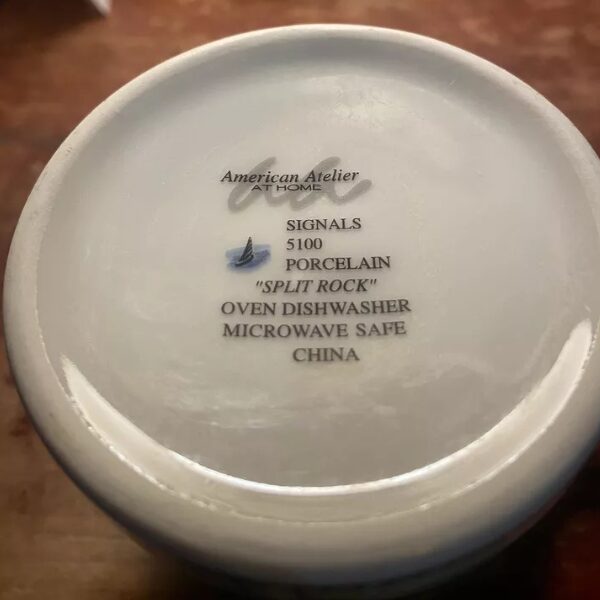 American Atelier
AT HOME
SIGNALS
5100
PORCELAIN
"SPLIT ROCK"
OVEN DISHWASHER
MICROWAVE SAFE
CHINA